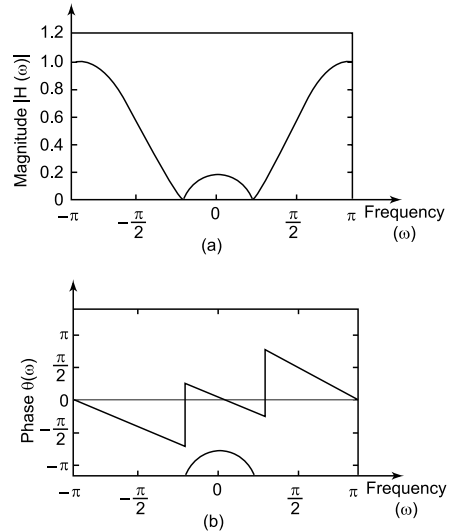 Magnitude |H (ω)|
1.2
1.0
0.8
0.6
0.4
0.2
0
−π
−π/2
0
π/2
π
Frequency
(ω)
(a)
Phase θ(ω)
π
π/2
0
−π/2
−π
−π
−π/2
0
π/2
π
Frequency
(ω)
(b)